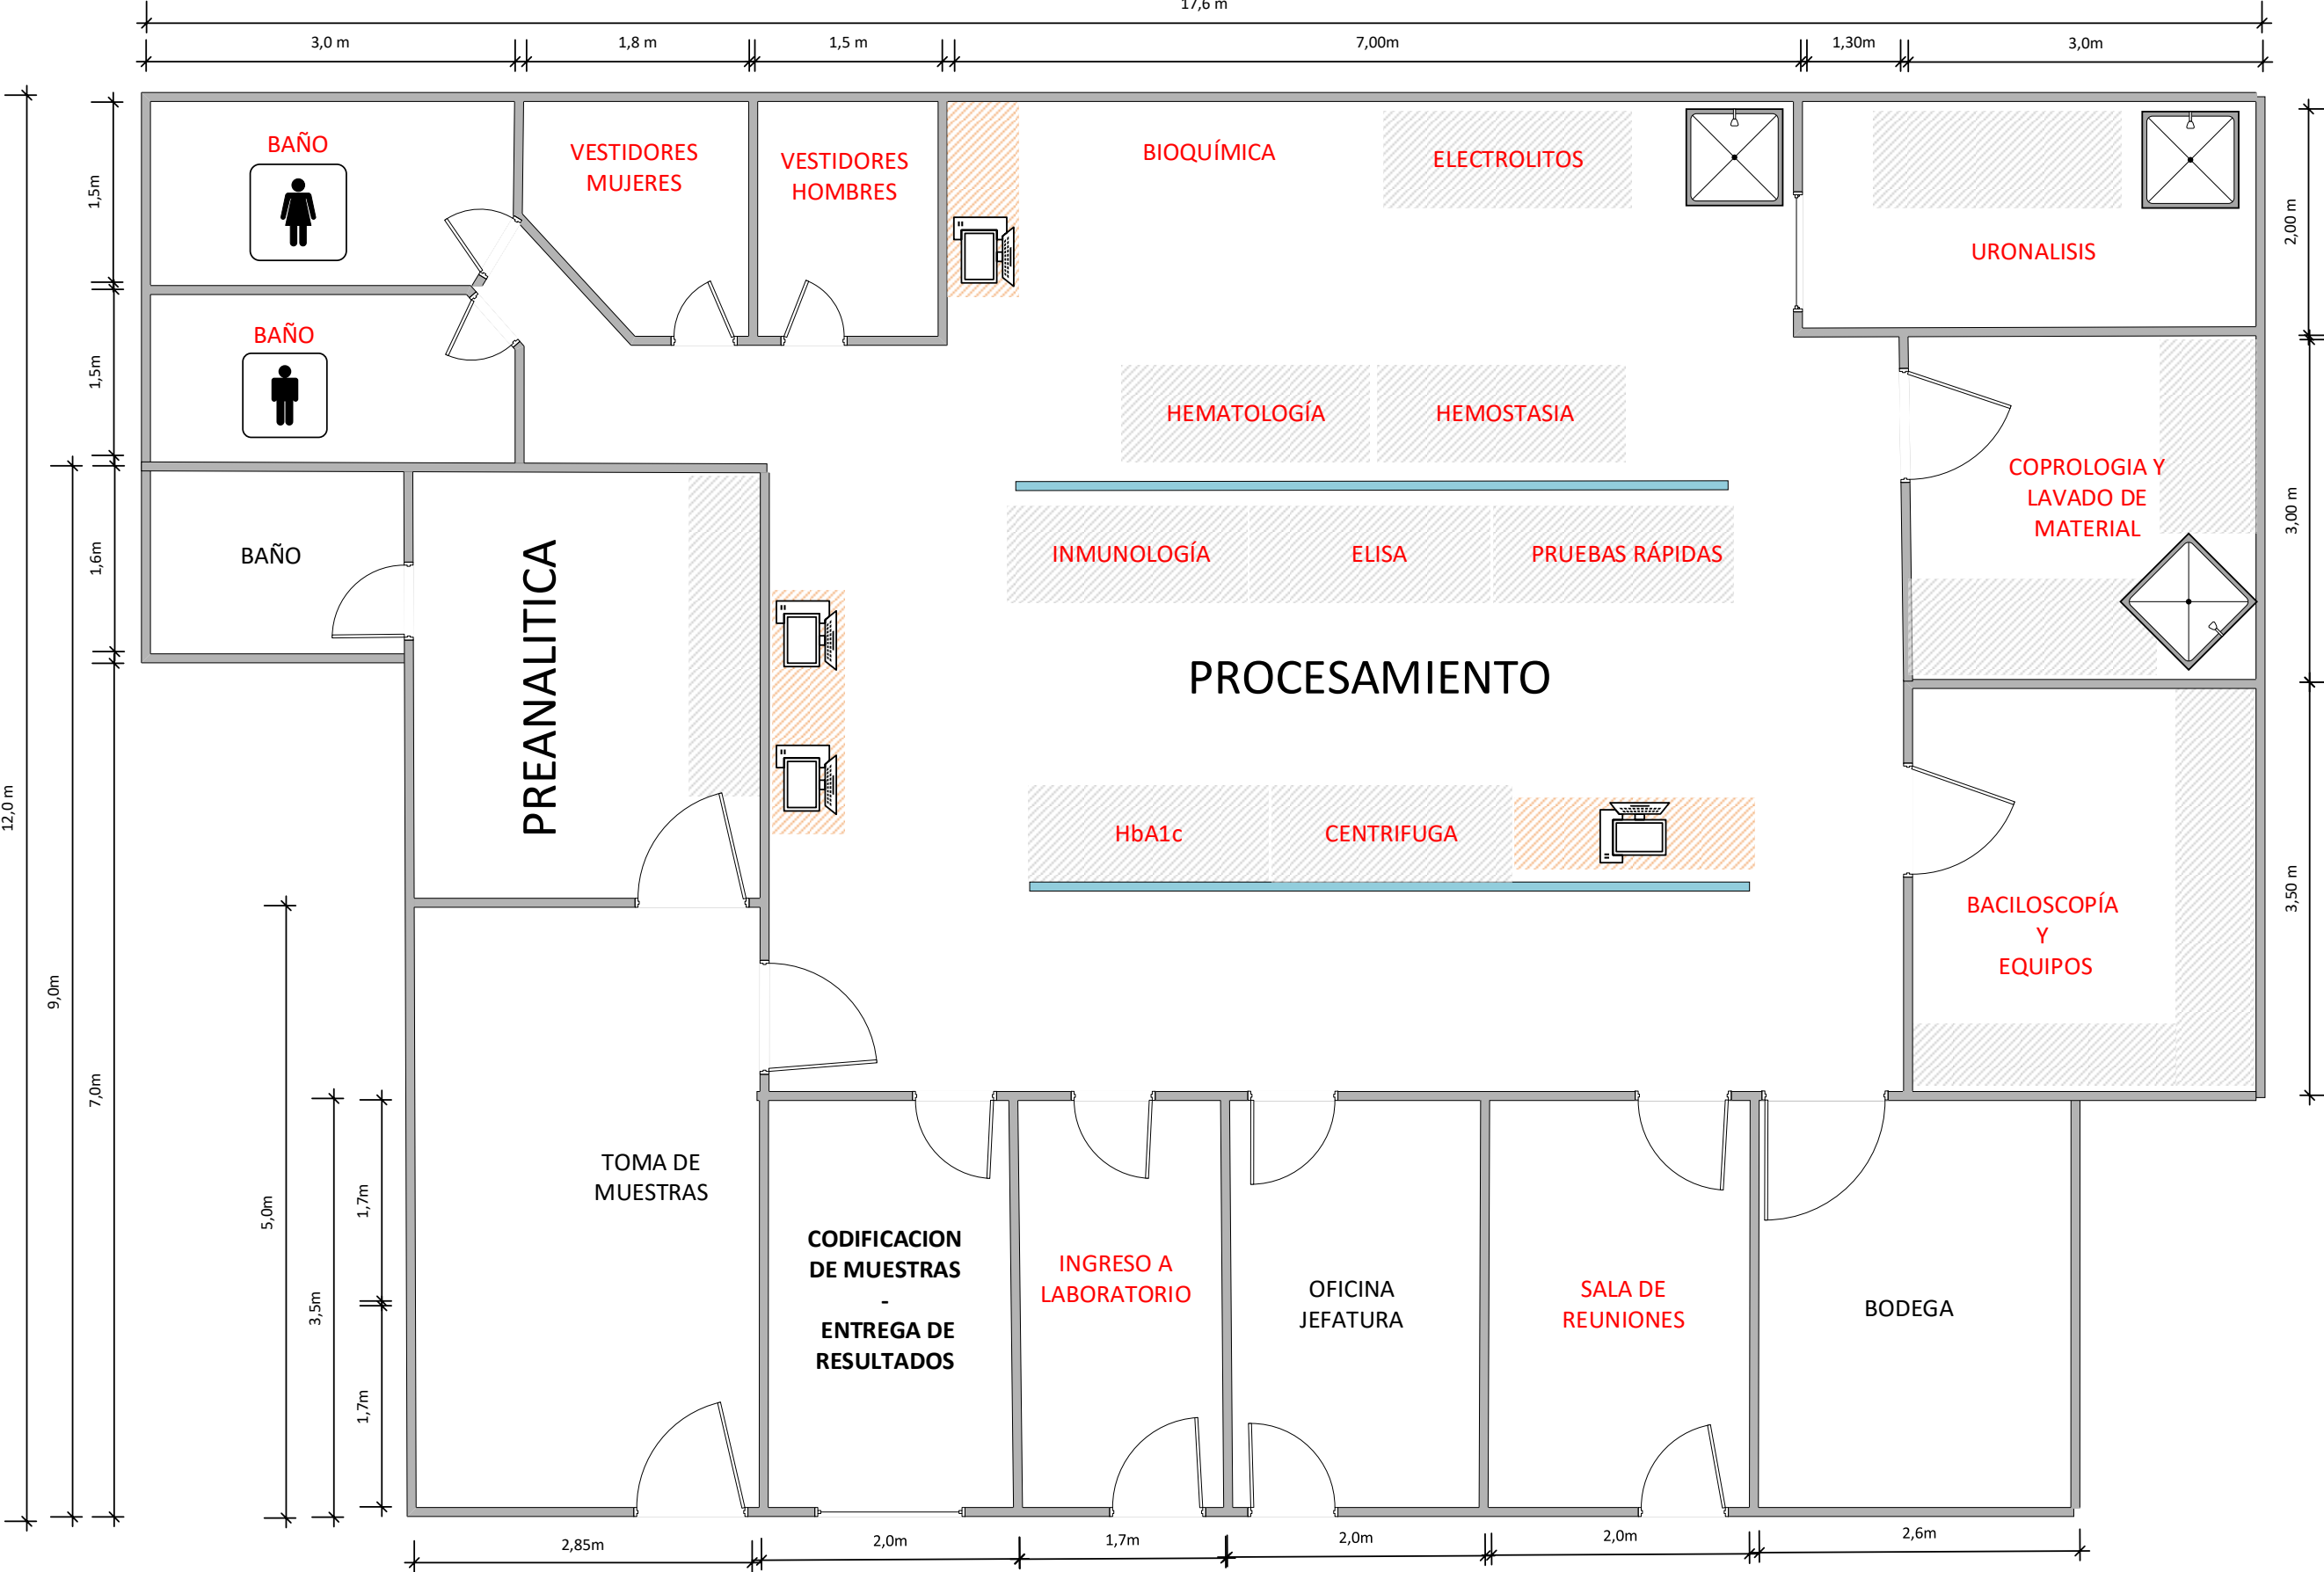 17,6 m
3,0 m
1,8 m
1,5 m
7,00m
1,30m
3,0m
BAÑO
VESTIDORES
MUJERES
VESTIDORES
HOMBRES
BIOQUÍMICA
ELECTROLITOS
URONALISIS
1,5m
2,00 m
BAÑO
1,5m
HEMATOLOGÍA
HEMOSTASIA
COPROLOGIA Y
LAVADO DE
MATERIAL
3,00 m
BAÑO
1,6m
PREANALITICA
INMUNOLOGÍA
ELISA
PRUEBAS RÁPIDAS
PROCESAMIENTO
12,0 m
HbA1c
CENTRIFUGA
BACILOSCOPÍA
Y
EQUIPOS
3,50 m
9,0m
7,0m
5,0m
3,5m
1,7m
1,7m
TOMA DE
MUESTRAS
CODIFICACION
DE MUESTRAS
-
ENTREGA DE
RESULTADOS
INGRESO A
LABORATORIO
OFICINA
JEFATURA
SALA DE
REUNIONES
BODEGA
2,85m
2,0m
1,7m
2,0m
2,0m
2,6m